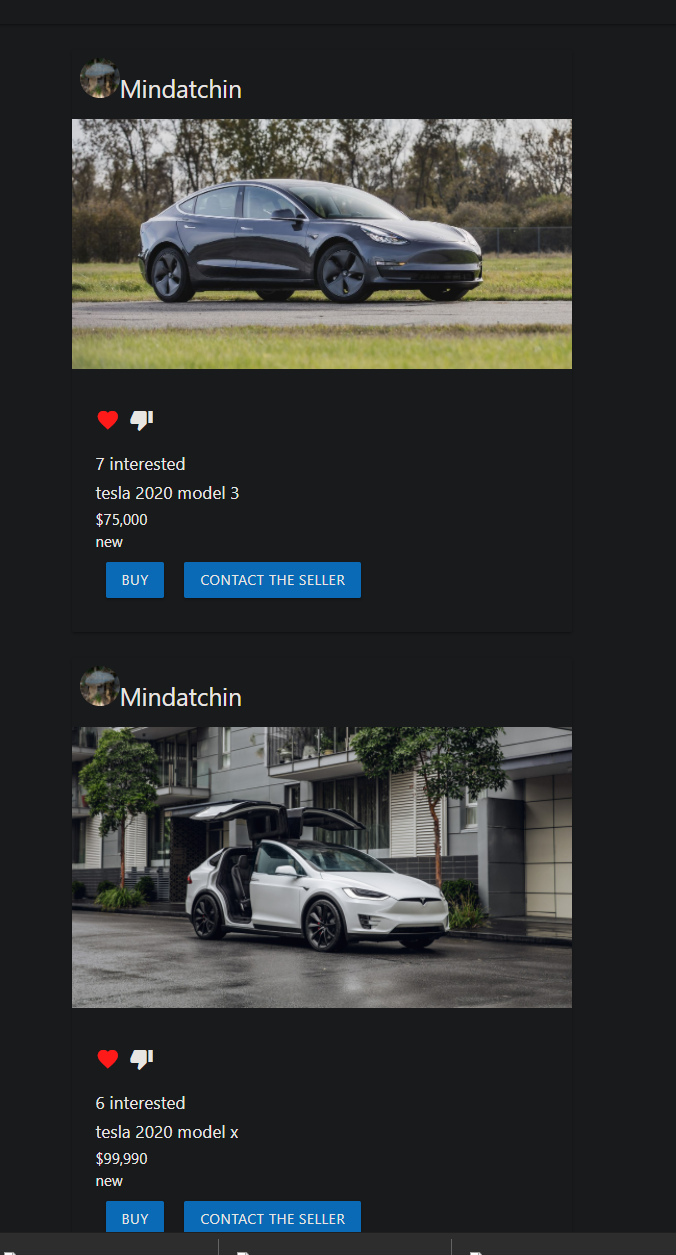 Mindatchin
7 interested
tesla 2020 model 3
$75,000
new
BUY CONTACT THE SELLER
Mindatchin
6 interested
tesla 2020 model x
$99,990
new
BUY CONTACT THE SELLER